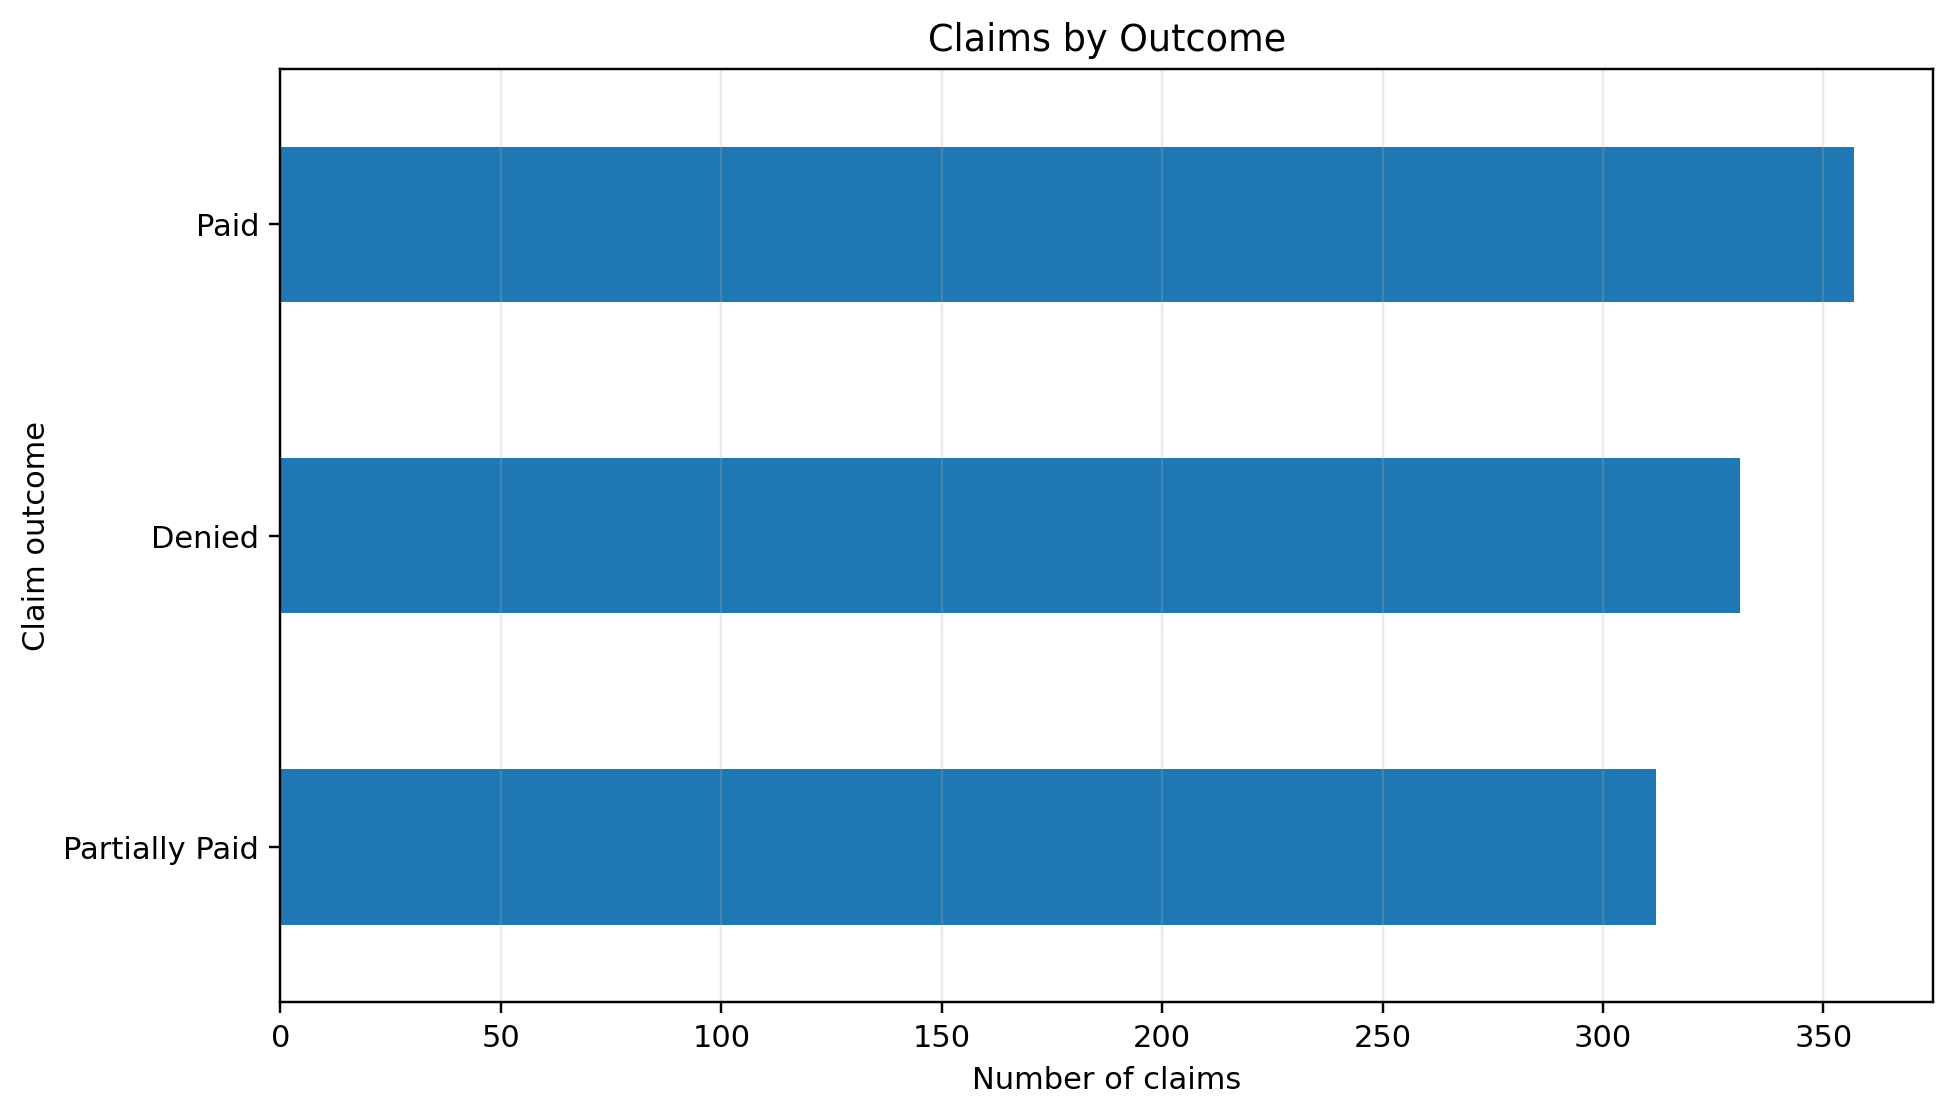 Claims by Outcome
Claim outcome
Paid
Denied
Partially Paid
0 50 100 150 200 250 300 350
Number of claims